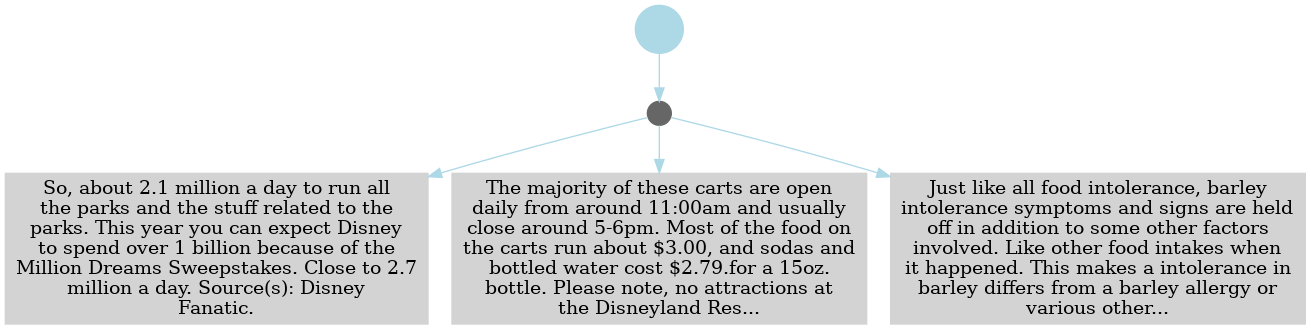 So, about 2.1 million a day to run all
the parks and the stuff related to the
parks. This year you can expect Disney
to spend over 1 billion because of the
Million Dreams Sweepstakes. Close to 2.7
million a day. Source(s): Disney
Fanatic.
The majority of these carts are open
daily from around 11:00am and usually
close around 5-6pm. Most of the food on
the carts run about $3.00, and sodas and
bottled water cost $2.79.for a 15oz.
bottle. Please note, no attractions at
the Disneyland Res...
Just like all food intolerance, barley
intolerance symptoms and signs are held
off in addition to some other factors
involved. Like other food intakes when
it happened. This makes a intolerance in
barley differs from a barley allergy or
various other...